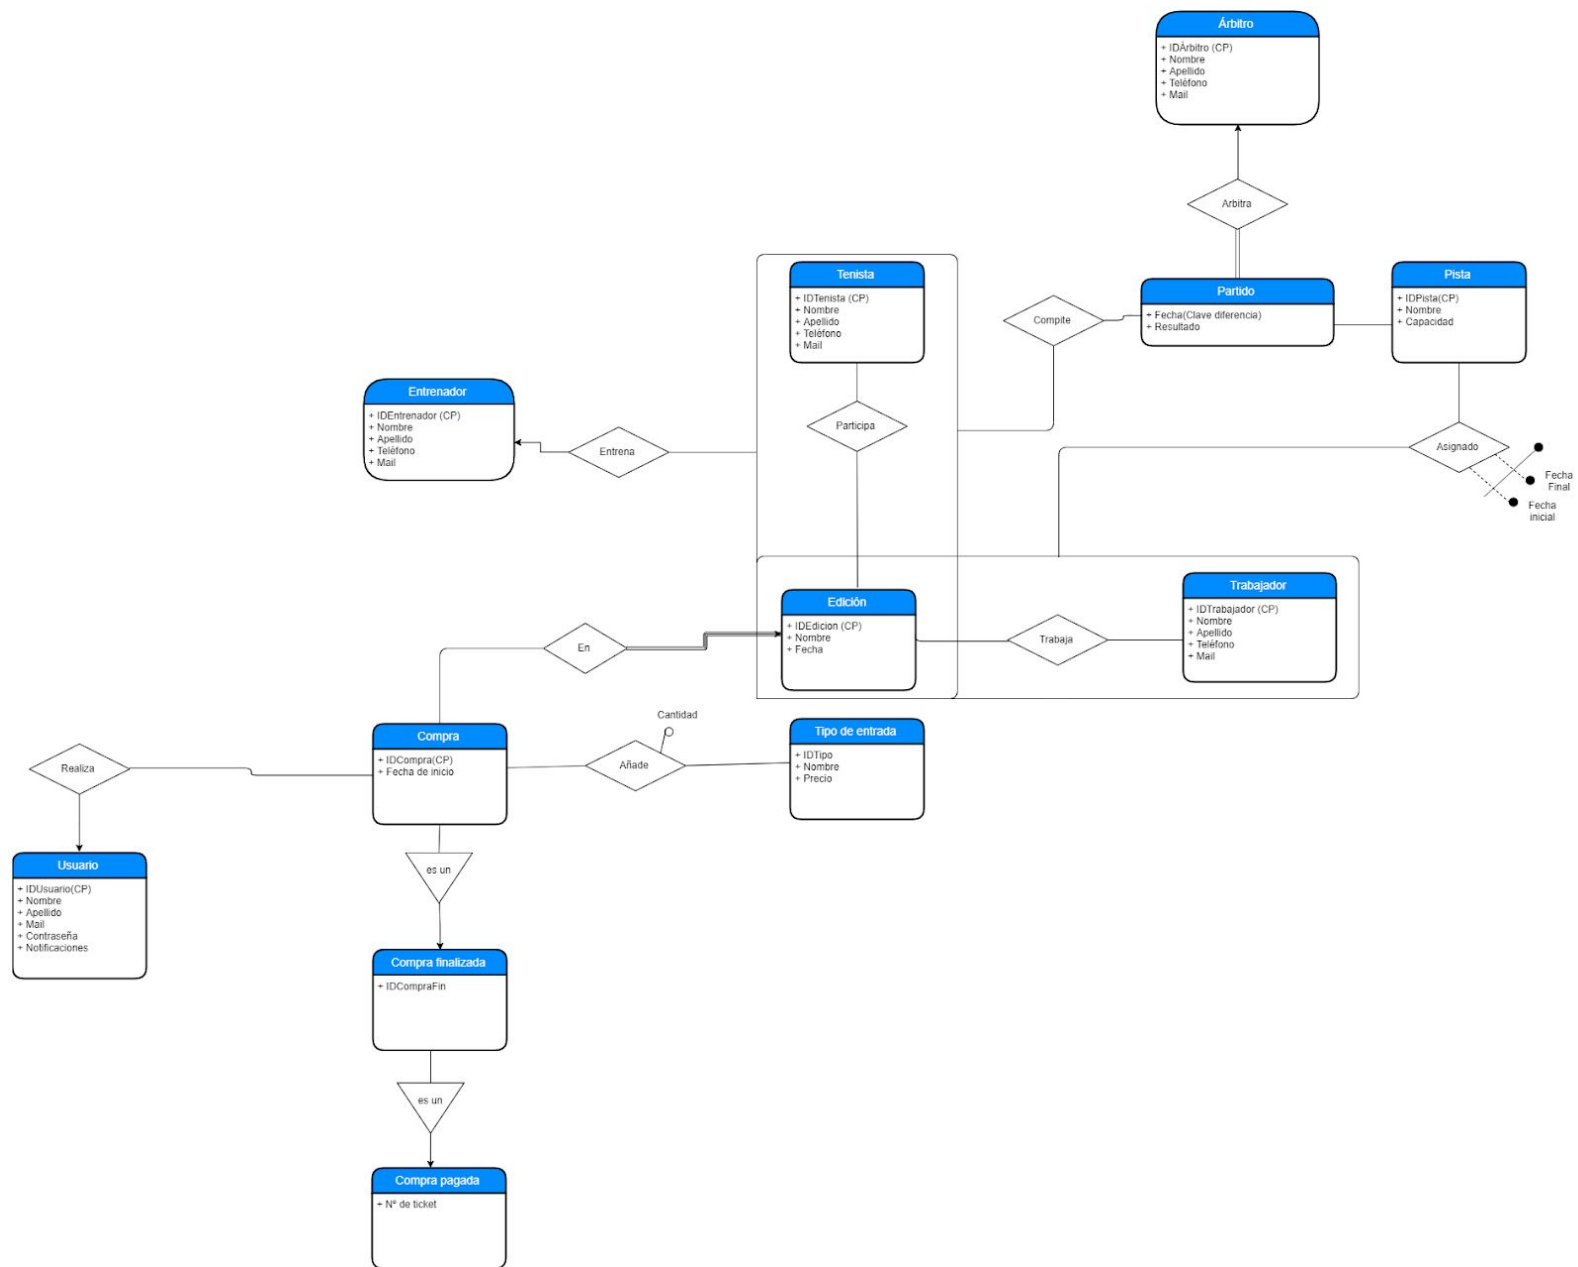 Árbitro
+ IDÁrbitro (CP)
+ Nombre
+ Apellido
+ Teléfono
+ Mail
Arbitra
Tenista
+ IDTenista (CP)
+ Nombre
+ Apellido
+ Teléfono
+ Mail
Compite
Partido
+ Fecha(Clave diferencia)
+ Resultado
Pista
+ IDPista(CP)
+ Nombre
+ Capacidad
Entrenador
+ IDEntrenador (CP)
+ Nombre
+ Apellido
+ Teléfono
+ Mail
Entrena
Participa
Asignado
Fecha
Final
Fecha
inicial
Edición
+ IDEdicion (CP)
+ Nombre
+ Fecha
Trabaja
Trabajador
+ IDTrabajador (CP)
+ Nombre
+ Apellido
+ Teléfono
+ Mail
En
Compra
+ IDCompra(CP)
+ Fecha de inicio
Cantidad
Añade
Tipo de entrada
+ IDTipo
+ Nombre
+ Precio
Realiza
Usuario
+ IDUsuario(CP)
+ Nombre
+ Apellido
+ Mail
+ Contraseña
+ Notificaciones
es un
Compra finalizada
+ IDCompraFin
es un
Compra pagada
+ Nº de ticket